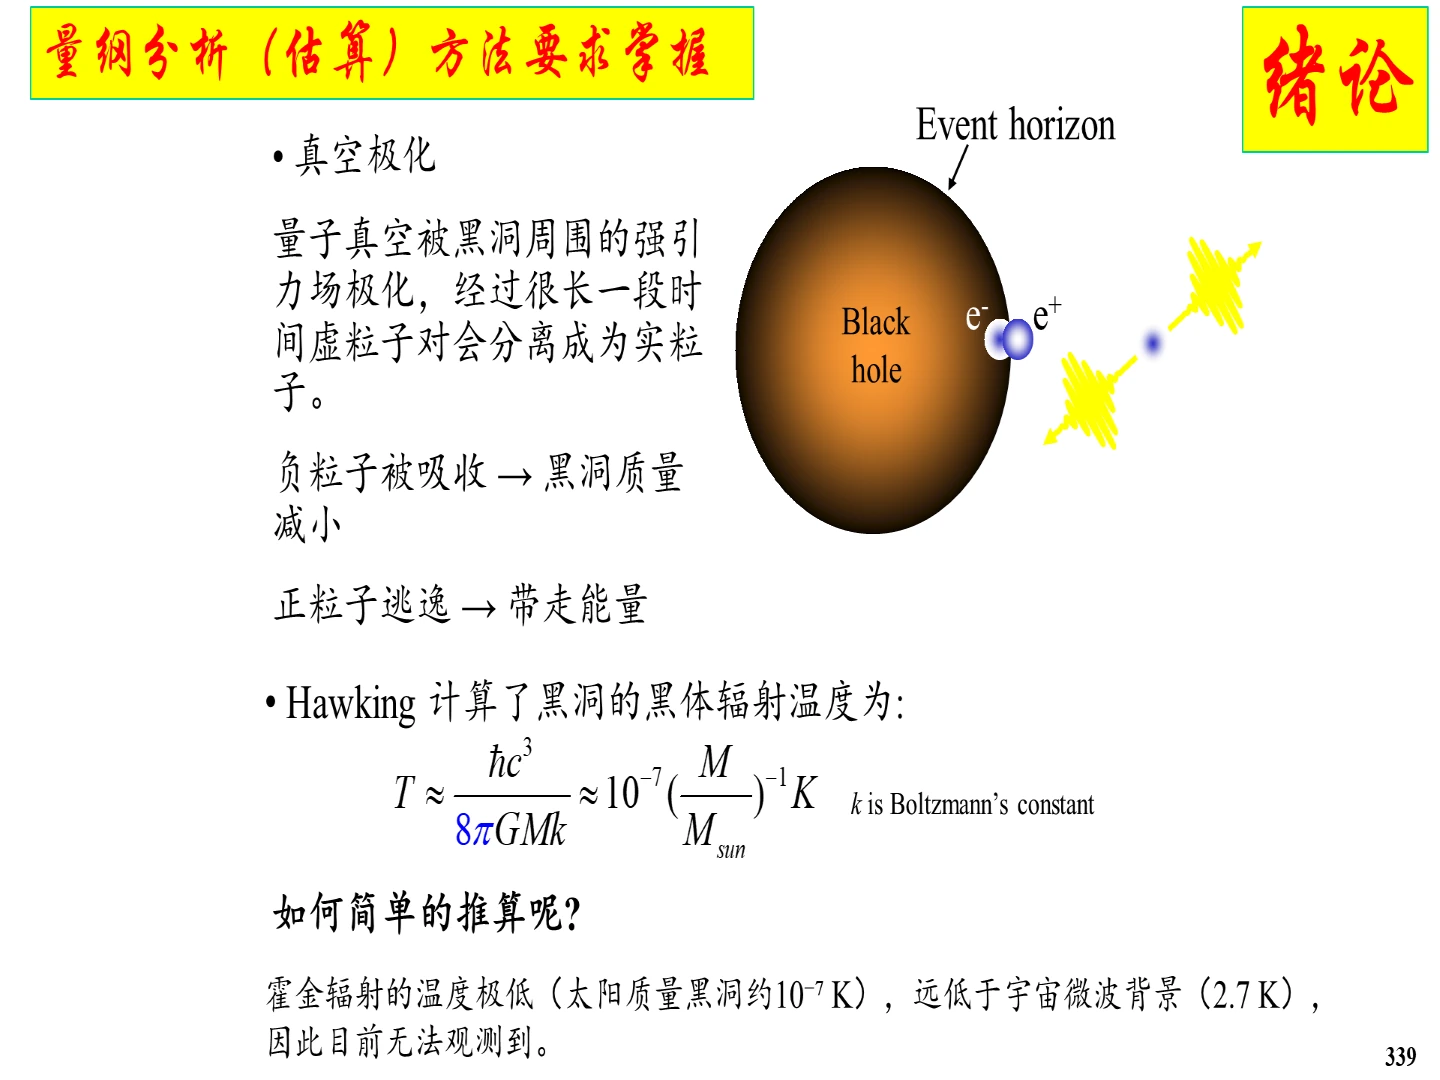 量纲分析（估算）方法要求掌握
绪论
• 真空极化
量子真空被黑洞周围的强引
力场极化，经过很长一段时
间虚粒子对会分离成为实粒
子。
负粒子被吸收 → 黑洞质量
减小
正粒子逃逸 → 带走能量
Event horizon
Black
hole
e⁻ e⁺
• Hawking 计算了黑洞的黑体辐射温度为:
T ≈ ħc³ / 8πGMk ≈ 10⁻⁷ (M / M_sun)⁻¹ K
k is Boltzmann’s constant
如何简单的推算呢?
霍金辐射的温度极低（太阳质量黑洞约10⁻⁷ K），远低于宇宙微波背景（2.7 K），
因此目前无法观测到。
339